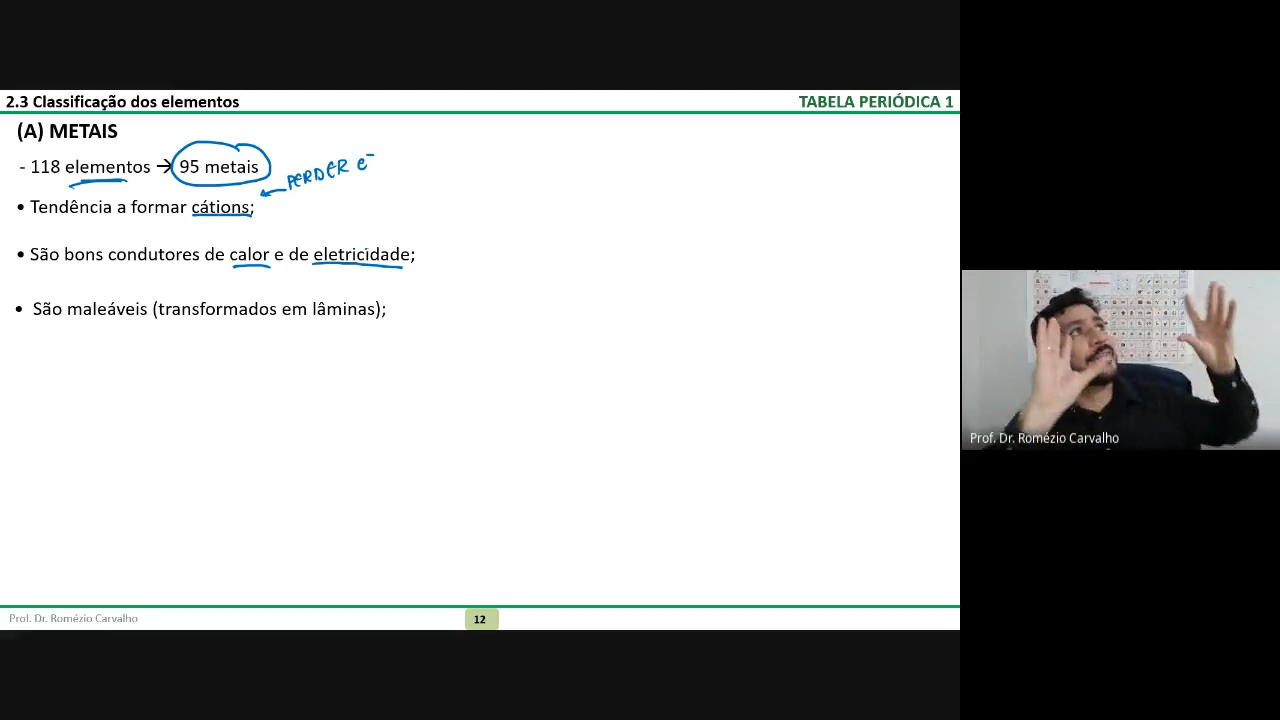 2.3 Classificação dos elementos
TABELA PERIÓDICA 1
(A) METAIS
- 118 elementos → 95 metais
PERDER e⁻
• Tendência a formar cátions;
• São bons condutores de calor e de eletricidade;
• São maleáveis (transformados em lâminas);
Prof. Dr. Romézio Carvalho
Prof. Dr. Romézio Carvalho
12